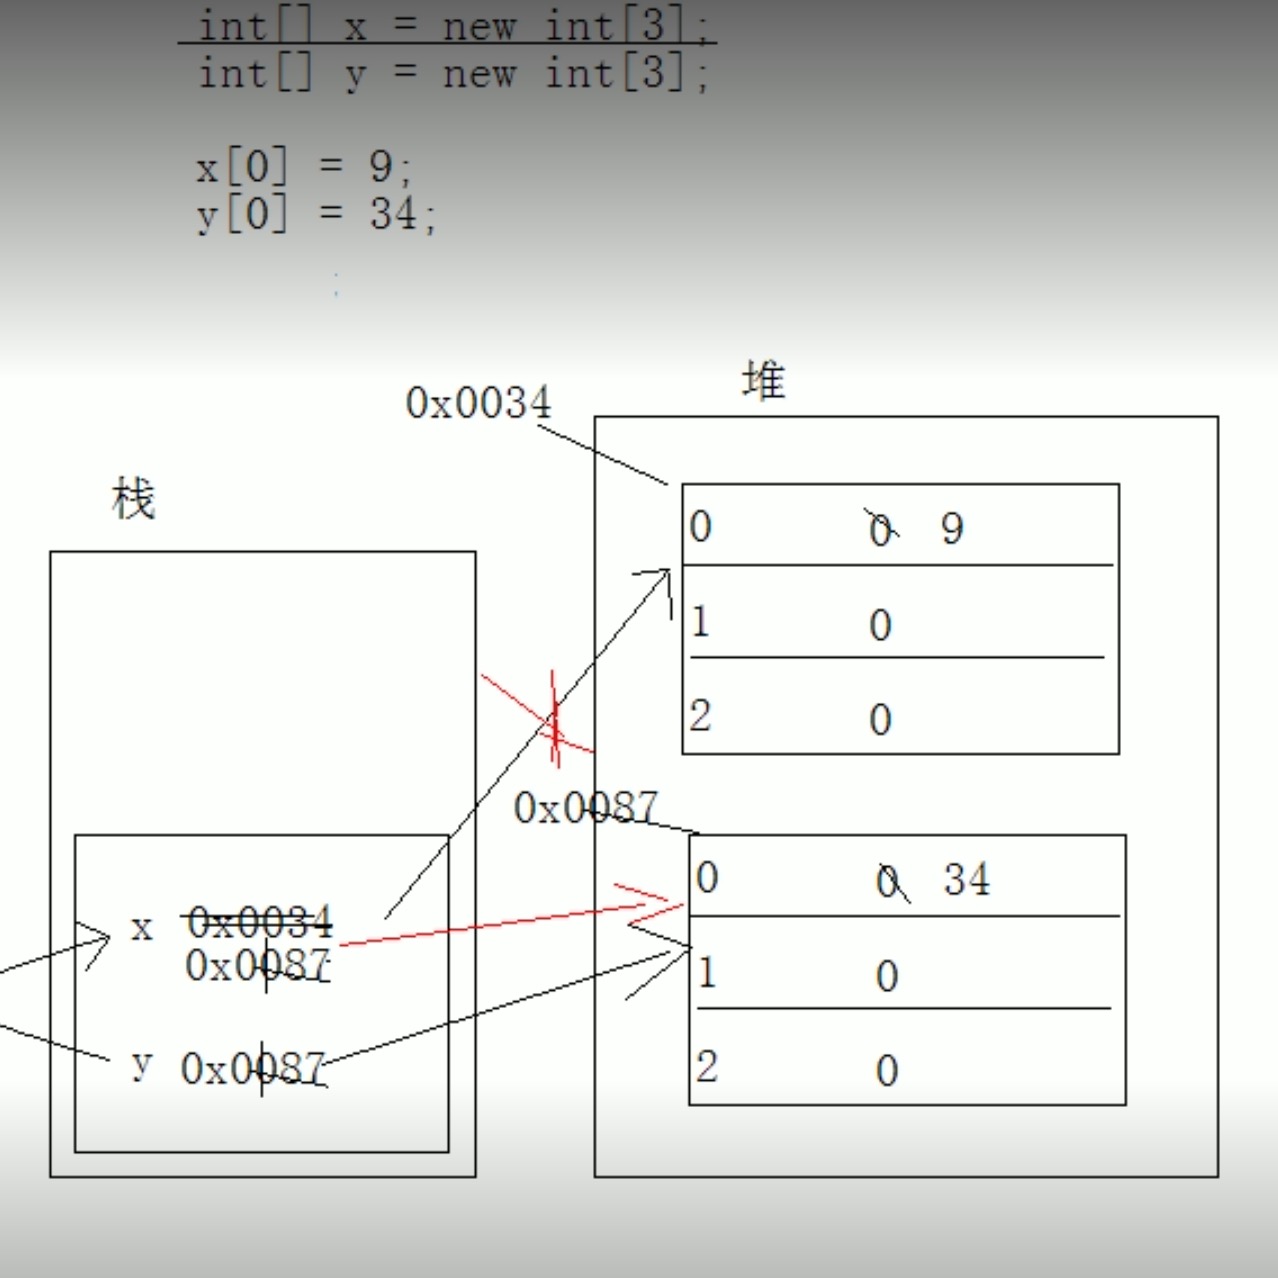 int[] x = new int[3];
int[] y = new int[3];
x[0] = 9;
y[0] = 34;
;
0x0034
堆
栈
0 0 9
1 0
2 0
0x0087
0 0 34
1 0
2 0
x 0x0034
0x0087
y 0x0087